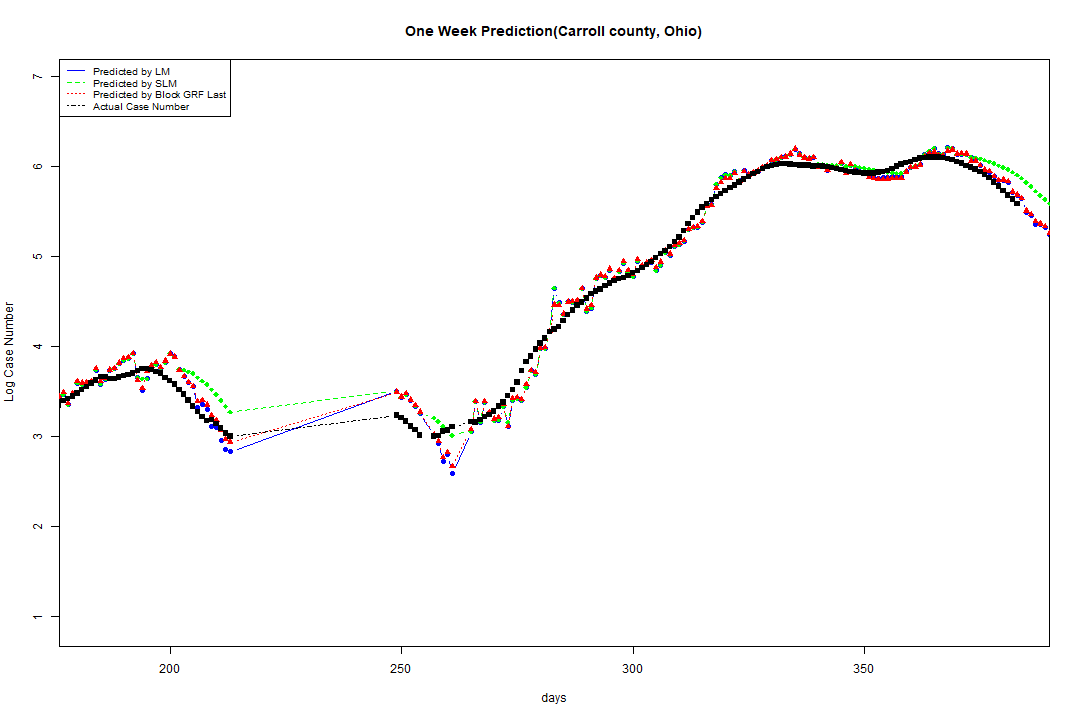 One Week Prediction(Carroll county, Ohio)
Predicted by LM
Predicted by SLM
Predicted by Block GRF Last
Actual Case Number
7
6
5
4
3
2
1
Log Case Number
200
250
300
350
days